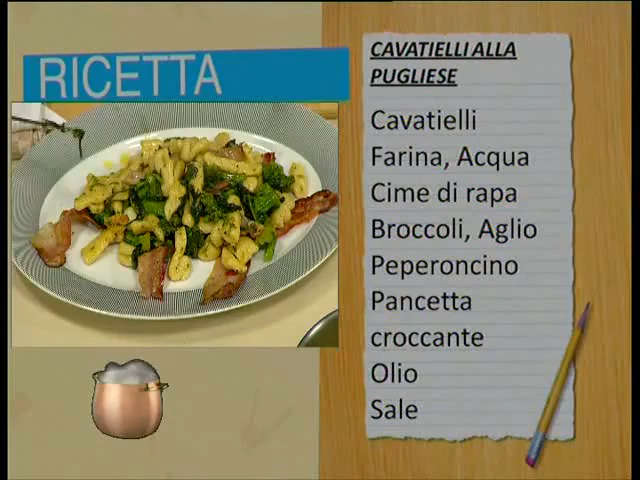 RICETTA
CAVATIELLI ALLA
PUGLIESE
Cavatielli
Farina, Acqua
Cime di rapa
Broccoli, Aglio
Peperoncino
Pancetta
croccante
Olio
Sale